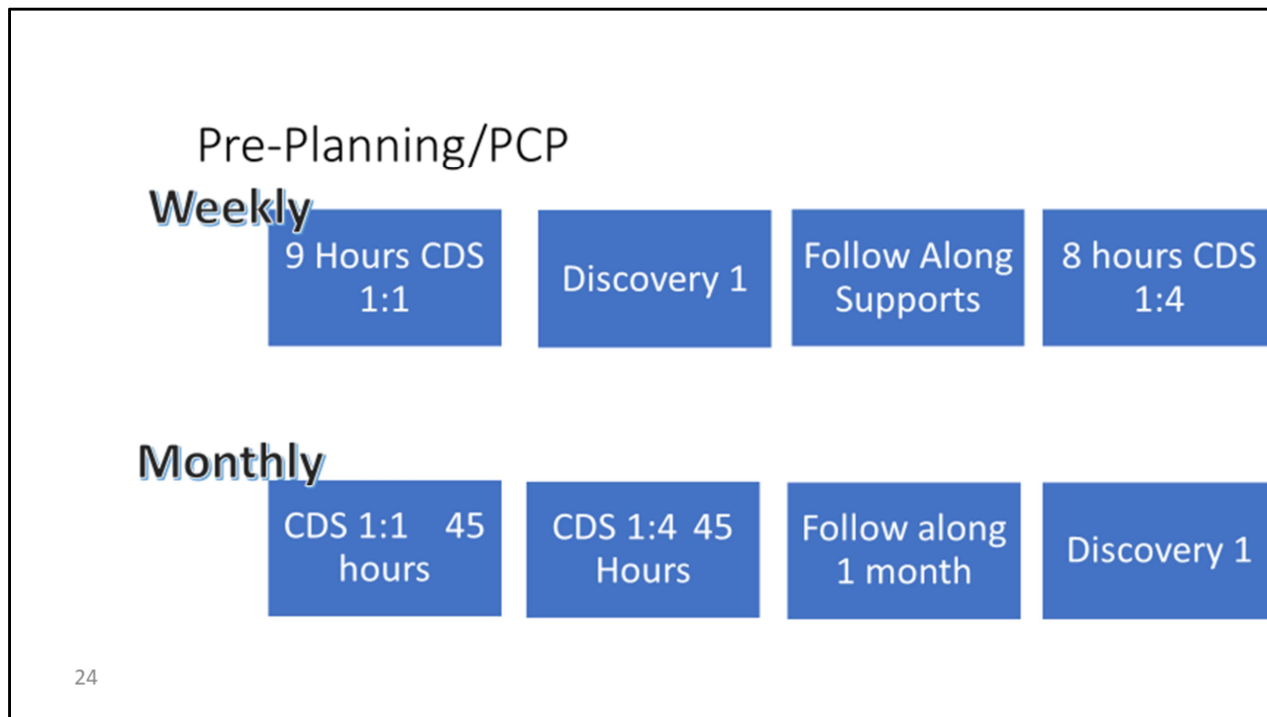 Pre-Planning/PCP
Weekly
9 Hours CDS
1:1
Discovery 1
Follow Along
Supports
8 hours CDS
1:4
Monthly
CDS 1:1 45
hours
CDS 1:4 45
Hours
Follow along
1 month
Discovery 1
24